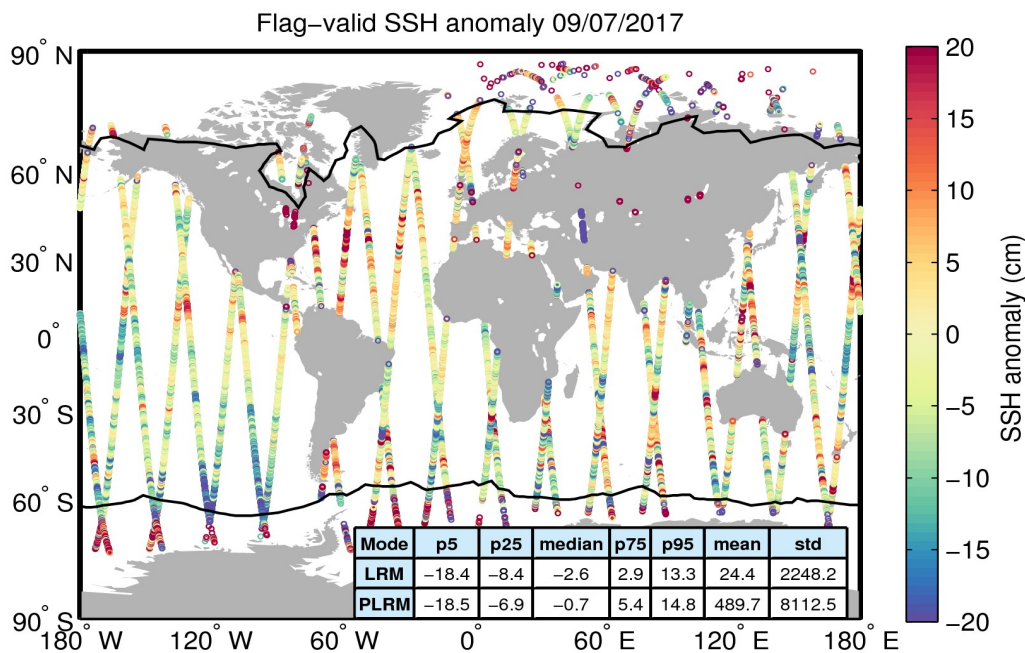 Flag−valid SSH anomaly 09/07/2017
90° N
60° N
30° N
0°
30° S
60° S
90° S
180° W
120° W
60° W
0°
60° E
120° E
180° E
20
15
10
5
0
−5
−10
−15
−20
SSH anomaly (cm)
Mode p5 p25 median p75 p95 mean std
LRM −18.4 −8.4 −2.6 2.9 13.3 24.4 2248.2
PLRM −18.5 −6.9 −0.7 5.4 14.8 489.7 8112.5